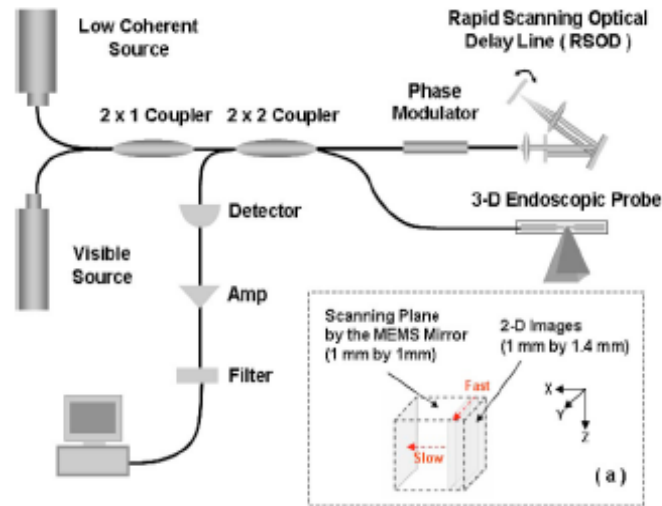 Low Coherent
Source
Rapid Scanning Optical
Delay Line ( RSOD )
2 x 1 Coupler
2 x 2 Coupler
Phase
Modulator
3-D Endoscopic Probe
Detector
Visible
Source
Amp
Filter
Scanning Plane
by the MEMS Mirror
(1 mm by 1mm)
2-D Images
(1 mm by 1.4 mm)
Fast
Slow
X
Y
Z
( a )